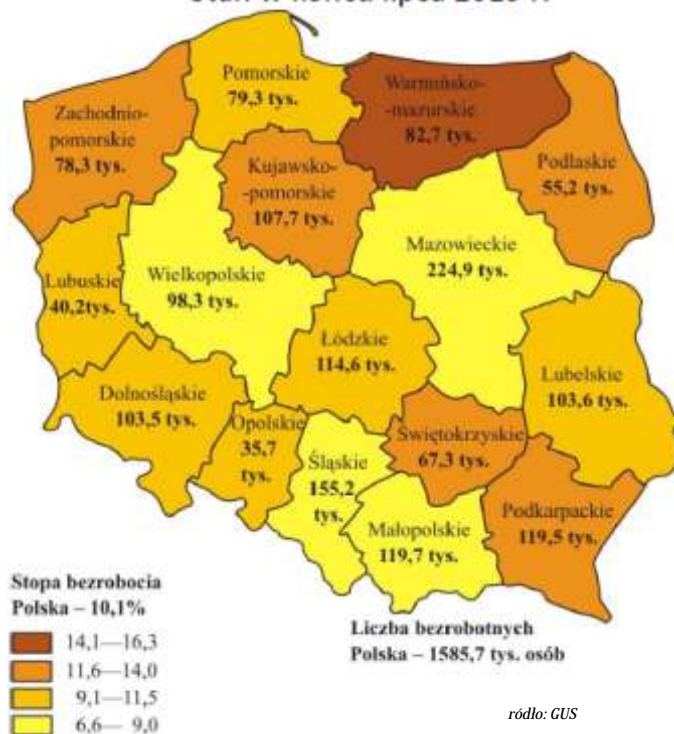 Pomorskie
79,3 tys.
Warmińsko-
-mazurskie
82,7 tys.
Zachodnio-
pomorskie
78,3 tys.
Podlaskie
55,2 tys.
Kujawsko-
-pomorskie
107,7 tys.
Mazowieckie
224,9 tys.
Wielkopolskie
98,3 tys.
Lubuskie
40,2tys.
Łódzkie
114,6 tys.
Lubelskie
103,6 tys.
Dolnośląskie
103,5 tys.
Opolskie
35,7
tys.
Śląskie
155,2
tys.
Świętokrzyskie
67,3 tys.
Małopolskie
119,7 tys.
Podkarpackie
119,5 tys.
Stopa bezrobocia
Polska – 10,1%
14,1—16,3
11,6—14,0
9,1—11,5
6,6— 9,0
Liczba bezrobotnych
Polska – 1585,7 tys. osób
ródło: GUS